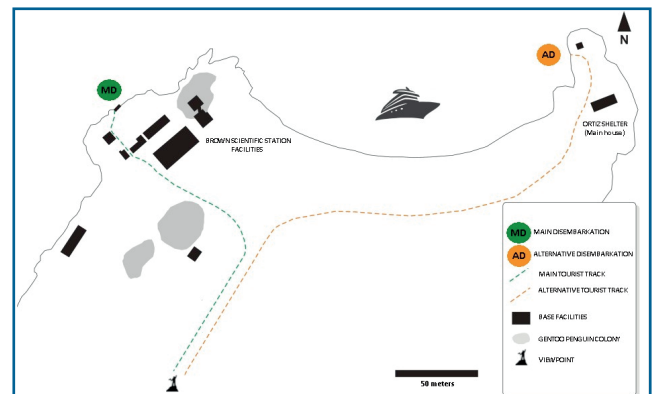 N
AD
MD
ORTIZ SHELTER
(Main house)
BROWN SCIENTIFIC STATION
FACILITIES
MD MAIN DISEMBARKATION
AD ALTERNATIVE DISEMBARKATION
MAIN TOURIST TRACK
ALTERNATIVE TOURIST TRACK
BASE FACILITIES
GENTOO PENGUIN COLONY
VIEWPOINT
50 meters